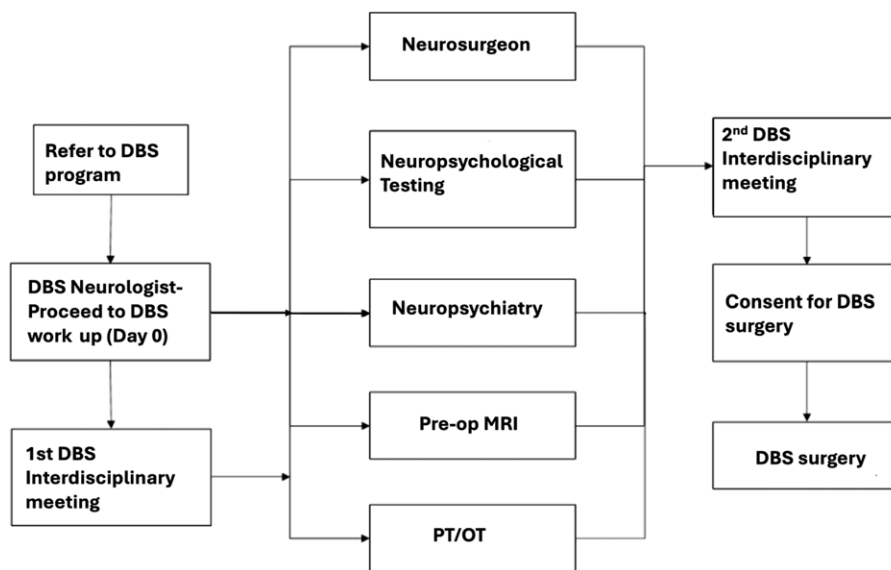 Refer to DBS
program
DBS Neurologist-
Proceed to DBS
work up (Day 0)
1st DBS
Interdisciplinary
meeting
Neurosurgeon
Neuropsychological
Testing
Neuropsychiatry
Pre-op MRI
PT/OT
2nd DBS
Interdisciplinary
meeting
Consent for DBS
surgery
DBS surgery